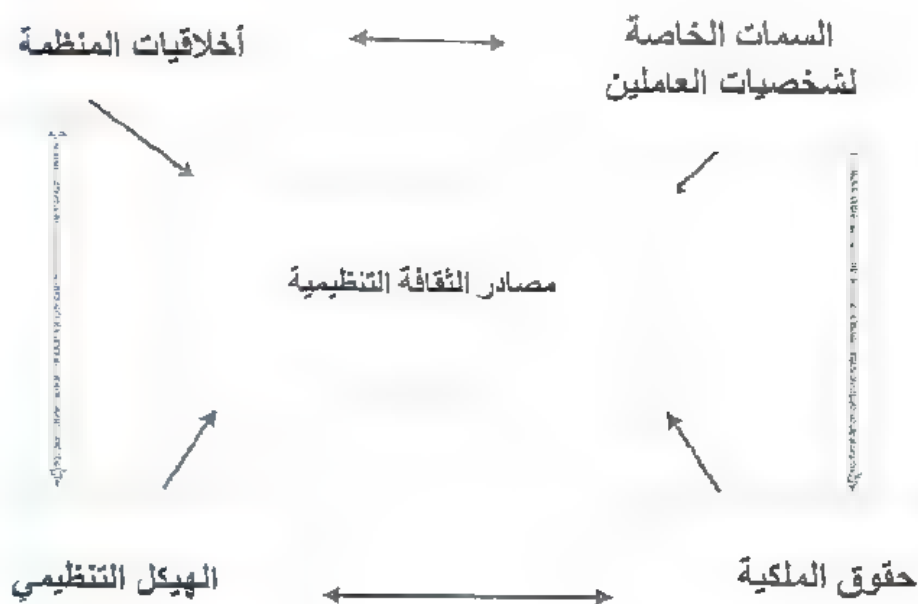 السمات الخاصة
لشخصيات العاملين
أخلاقيات المنظمة
مصادر الثقافة التنظيمية
حقوق الملكية
الهيكل التنظيمي